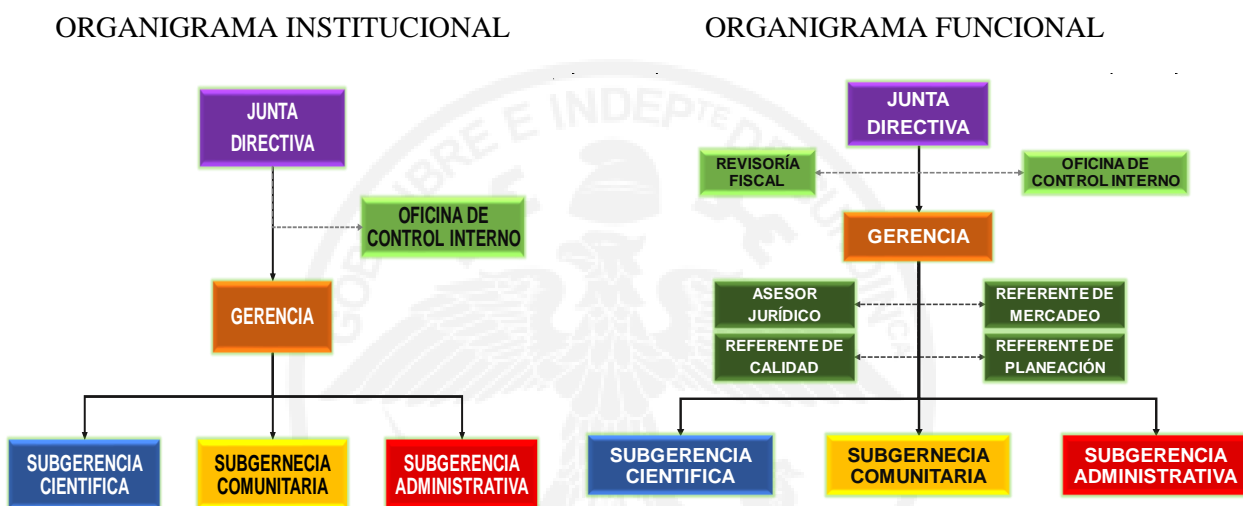 ORGANIGRAMA INSTITUCIONAL
JUNTA
DIRECTIVA
OFICINA DE
CONTROL INTERNO
GERENCIA
SUBGERENCIA
CIENTIFICA
SUBGERNECIA
COMUNITARIA
SUBGERENCIA
ADMINISTRATIVA
ORGANIGRAMA FUNCIONAL
JUNTA
DIRECTIVA
REVISORÍA
FISCAL
OFICINA DE
CONTROL INTERNO
GERENCIA
ASESOR
JURÍDICO
REFERENTE DE
MERCADEO
REFERENTE DE
CALIDAD
REFERENTE DE
PLANEACIÓN
SUBGERENCIA
CIENTIFICA
SUBGERNECIA
COMUNITARIA
SUBGERENCIA
ADMINISTRATIVA